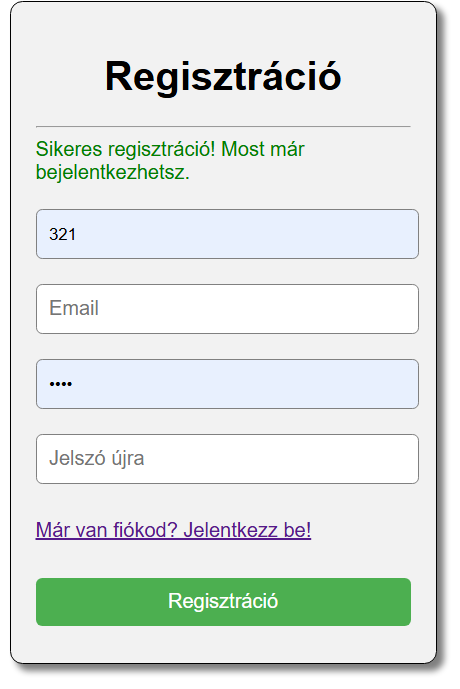 Regisztráció
Sikeres regisztráció! Most már
bejelentkezhetsz.
321
Email
••••
Jelszó újra
Már van fiókod? Jelentkezz be!
Regisztráció